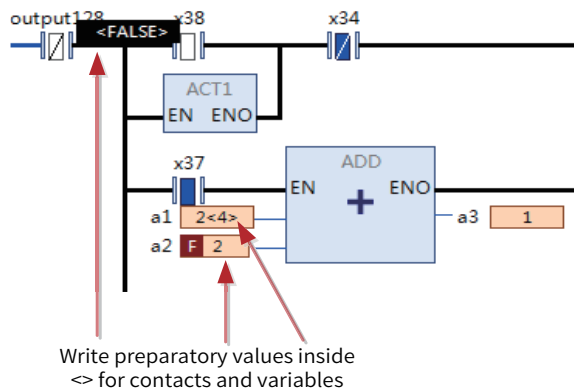 output128 <FALSE> x38 x34
ACT1
EN ENO
x37
ADD
EN ENO
+
a1 2<4> a3 1
a2 F 2
Write preparatory values inside
<> for contacts and variables